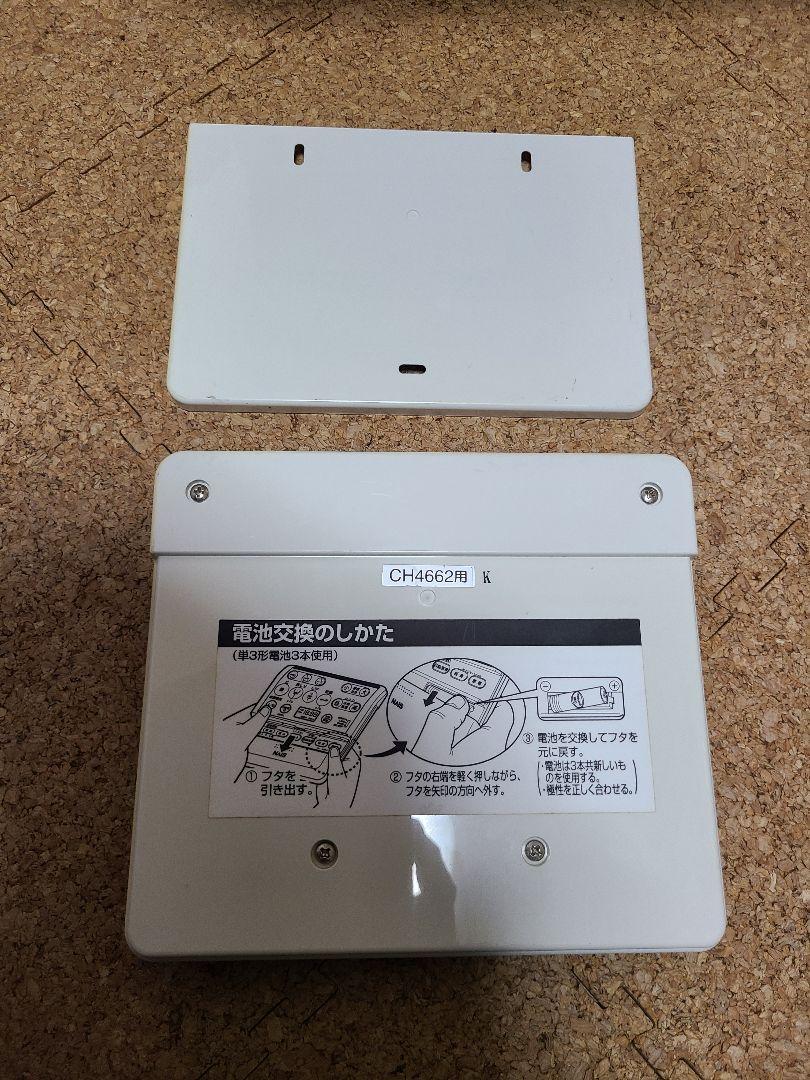 CH4662用 K
電池交換のしかた
(単3形電池3本使用)
NAiS
NAiS
① フタを
引き出す。
② フタの右端を軽く押しながら、
フタを矢印の方向へ外す。
− +
③ 電池を交換してフタを
元に戻す。
・電池は3本共新しいも
のを使用する。
・極性を正しく合わせる。